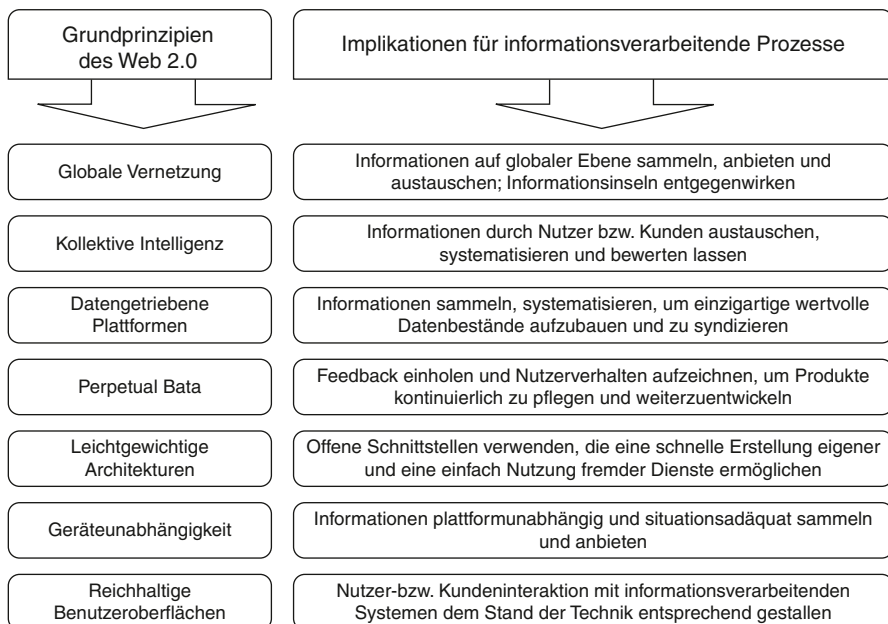 Grundprinzipien
des Web 2.0
Implikationen für informationsverarbeitende Prozesse
Globale Vernetzung
Informationen auf globaler Ebene sammeln, anbieten und
austauschen; Informationsinseln entgegenwirken
Kollektive Intelligenz
Informationen durch Nutzer bzw. Kunden austauschen,
systematisieren und bewerten lassen
Datengetriebene
Plattformen
Informationen sammeln, systematisieren, um einzigartige wertvolle
Datenbestände aufzubauen und zu syndizieren
Perpetual Bata
Feedback einholen und Nutzerverhalten aufzeichnen, um Produkte
kontinuierlich zu pflegen und weiterzuentwickeln
Leichtgewichtige
Architekturen
Offene Schnittstellen verwenden, die eine schnelle Erstellung eigener
und eine einfach Nutzung fremder Dienste ermöglichen
Geräteunabhängigkeit
Informationen plattformunabhängig und situationsadäquat sammeln
und anbieten
Reichhaltige
Benutzeroberflächen
Nutzer-bzw. Kundeninteraktion mit informationsverarbeitenden
Systemen dem Stand der Technik entsprechend gestallen